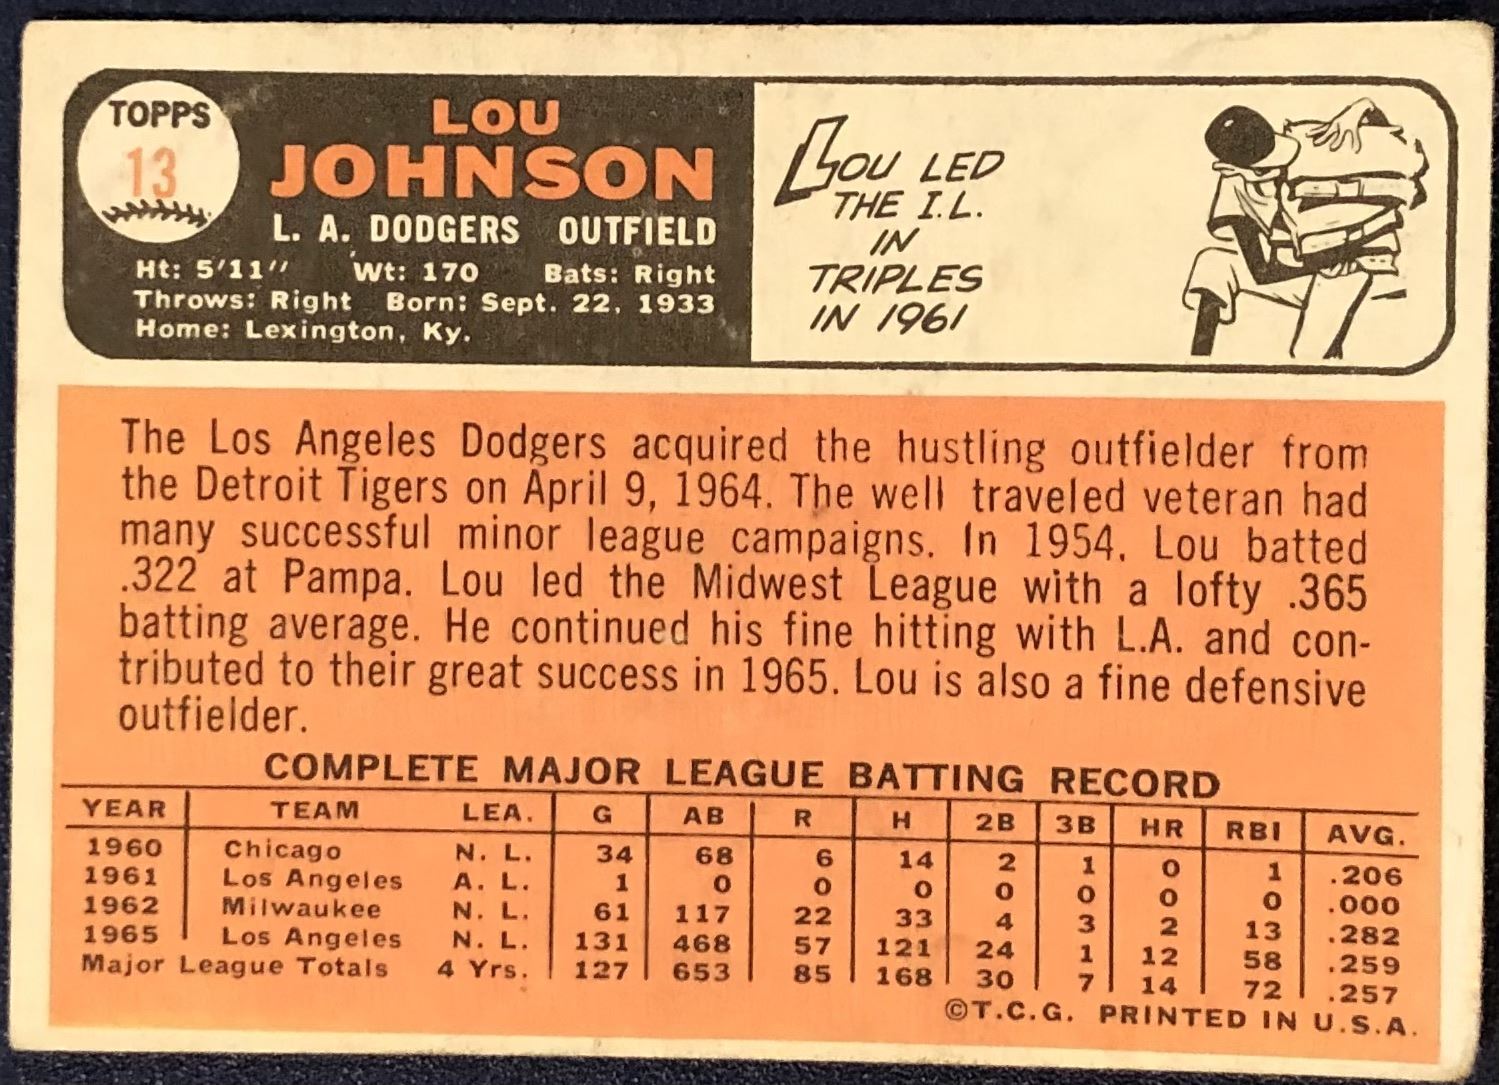 TOPPS
13
LOU
JOHNSON
L. A. DODGERS OUTFIELD
Ht: 5'11" Wt: 170 Bats: Right
Throws: Right Born: Sept. 22, 1933
Home: Lexington, Ky.
LOU LED
THE I.L.
IN
TRIPLES
IN 1961
The Los Angeles Dodgers acquired the hustling outfielder from
the Detroit Tigers on April 9, 1964. The well traveled veteran had
many successful minor league campaigns. In 1954, Lou batted
.322 at Pampa. Lou led the Midwest League with a lofty .365
batting average. He continued his fine hitting with L.A. and con-
tributed to their great success in 1965. Lou is also a fine defensive
outfielder.
COMPLETE MAJOR LEAGUE BATTING RECORD
YEAR TEAM LEA. G AB R H 2B 3B HR RBI AVG.
1960 Chicago N. L. 34 68 6 14 2 1 0 1 .206
1961 Los Angeles A. L. 1 0 0 0 0 0 0 0 .000
1962 Milwaukee N. L. 61 117 22 33 4 3 2 13 .282
1965 Los Angeles N. L. 131 468 57 121 24 1 12 58 .259
Major League Totals 4 Yrs. 127 653 85 168 30 7 14 72 .257
©T.C.G. PRINTED IN U.S.A.